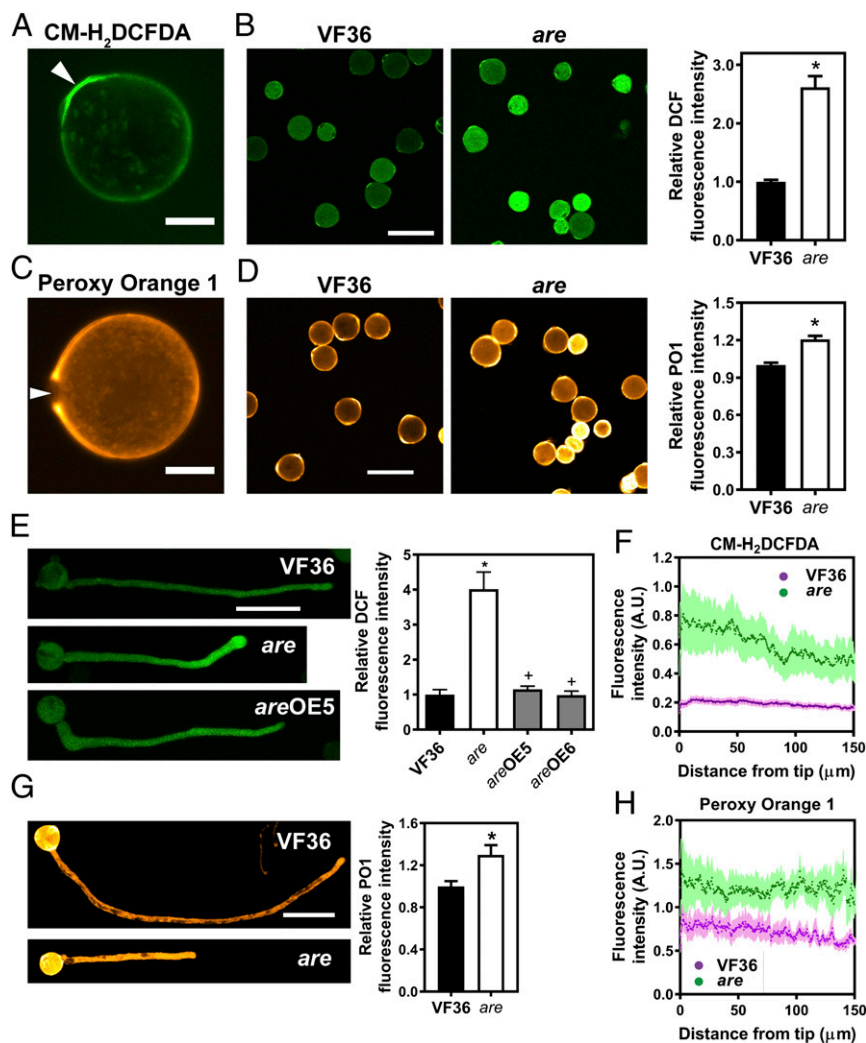 A
CM-H₂DCFDA
B
VF36
are
Relative DCF
fluorescence intensity
3.0
2.0
1.0
0.0
*
VF36
are
C
Peroxy Orange 1
D
VF36
are
Relative PO1
fluorescence intensity
1.5
1.2
0.9
0.6
0.3
0.0
*
VF36
are
E
VF36
are
areOE5
Relative DCF
fluorescence intensity
5
4
3
2
1
0
*
+
+
VF36
are
areOE5
areOE6
F
CM-H₂DCFDA
VF36
are
Fluorescence
intensity (A.U.)
1.2
1.0
0.8
0.6
0.4
0.2
0.0
0
50
100
150
Distance from tip (μm)
G
VF36
are
Relative PO1
fluorescence intensity
1.6
1.2
0.8
0.4
0.0
*
VF36
are
H
Peroxy Orange 1
Fluorescence
intensity (A.U.)
2.0
1.5
1.0
0.5
0.0
VF36
are
0
50
100
150
Distance from tip (μm)